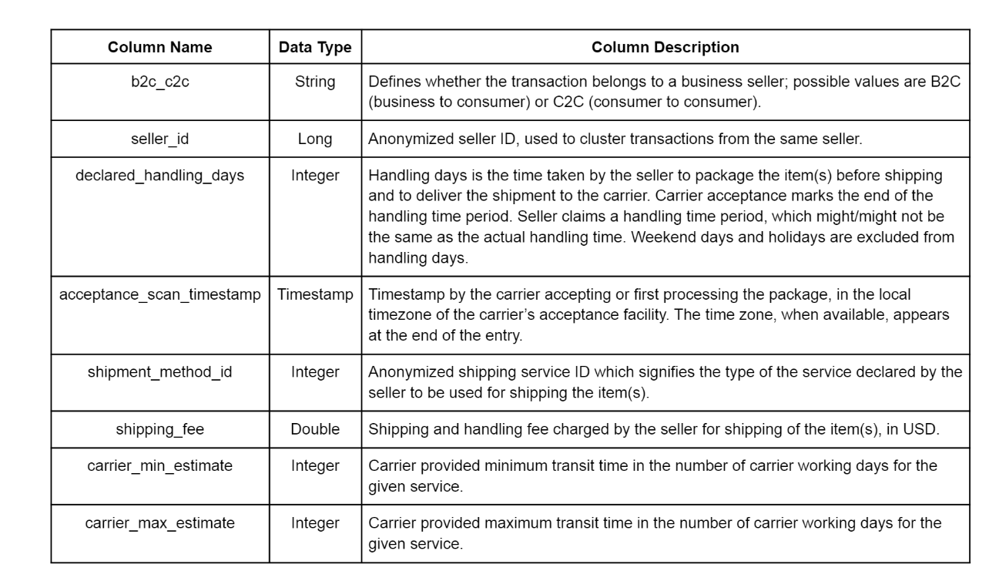 Column Name Data Type Column Description
b2c_c2c String Defines whether the transaction belongs to a business seller; possible values are B2C
(business to consumer) or C2C (consumer to consumer).
seller_id Long Anonymized seller ID, used to cluster transactions from the same seller.
declared_handling_days Integer Handling days is the time taken by the seller to package the item(s) before shipping
and to deliver the shipment to the carrier. Carrier acceptance marks the end of the
handling time period. Seller claims a handling time period, which might/might not be
the same as the actual handling time. Weekend days and holidays are excluded from
handling days.
acceptance_scan_timestamp Timestamp Timestamp by the carrier accepting or first processing the package, in the local
timezone of the carrier’s acceptance facility. The time zone, when available, appears
at the end of the entry.
shipment_method_id Integer Anonymized shipping service ID which signifies the type of the service declared by the
seller to be used for shipping the item(s).
shipping_fee Double Shipping and handling fee charged by the seller for shipping of the item(s), in USD.
carrier_min_estimate Integer Carrier provided minimum transit time in the number of carrier working days for the
given service.
carrier_max_estimate Integer Carrier provided maximum transit time in the number of carrier working days for the
given service.